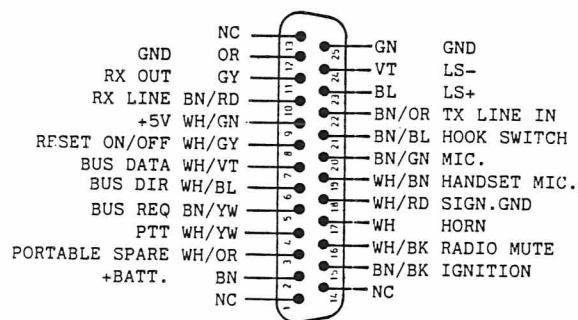 NC 13
GND OR 12
RX OUT GY 11
RX LINE BN/RD 10
+5V WH/GN 9
RESET ON/OFF WH/GY 8
BUS DATA WH/VT 7
BUS DIR WH/BL 6
BUS REQ BN/YW 5
PTT WH/YW 4
PORTABLE SPARE WH/OR 3
+BATT. BN 2
NC 1
25 GN GND
24 VT LS-
23 BL LS+
22 BN/OR TX LINE IN
21 BN/BL HOOK SWITCH
20 BN/GN MIC.
19 WH/BN HANDSET MIC.
18 WH/RD SIGN.GND
17 WH HORN
16 WH/BK RADIO MUTE
15 BN/BK IGNITION
14 NC